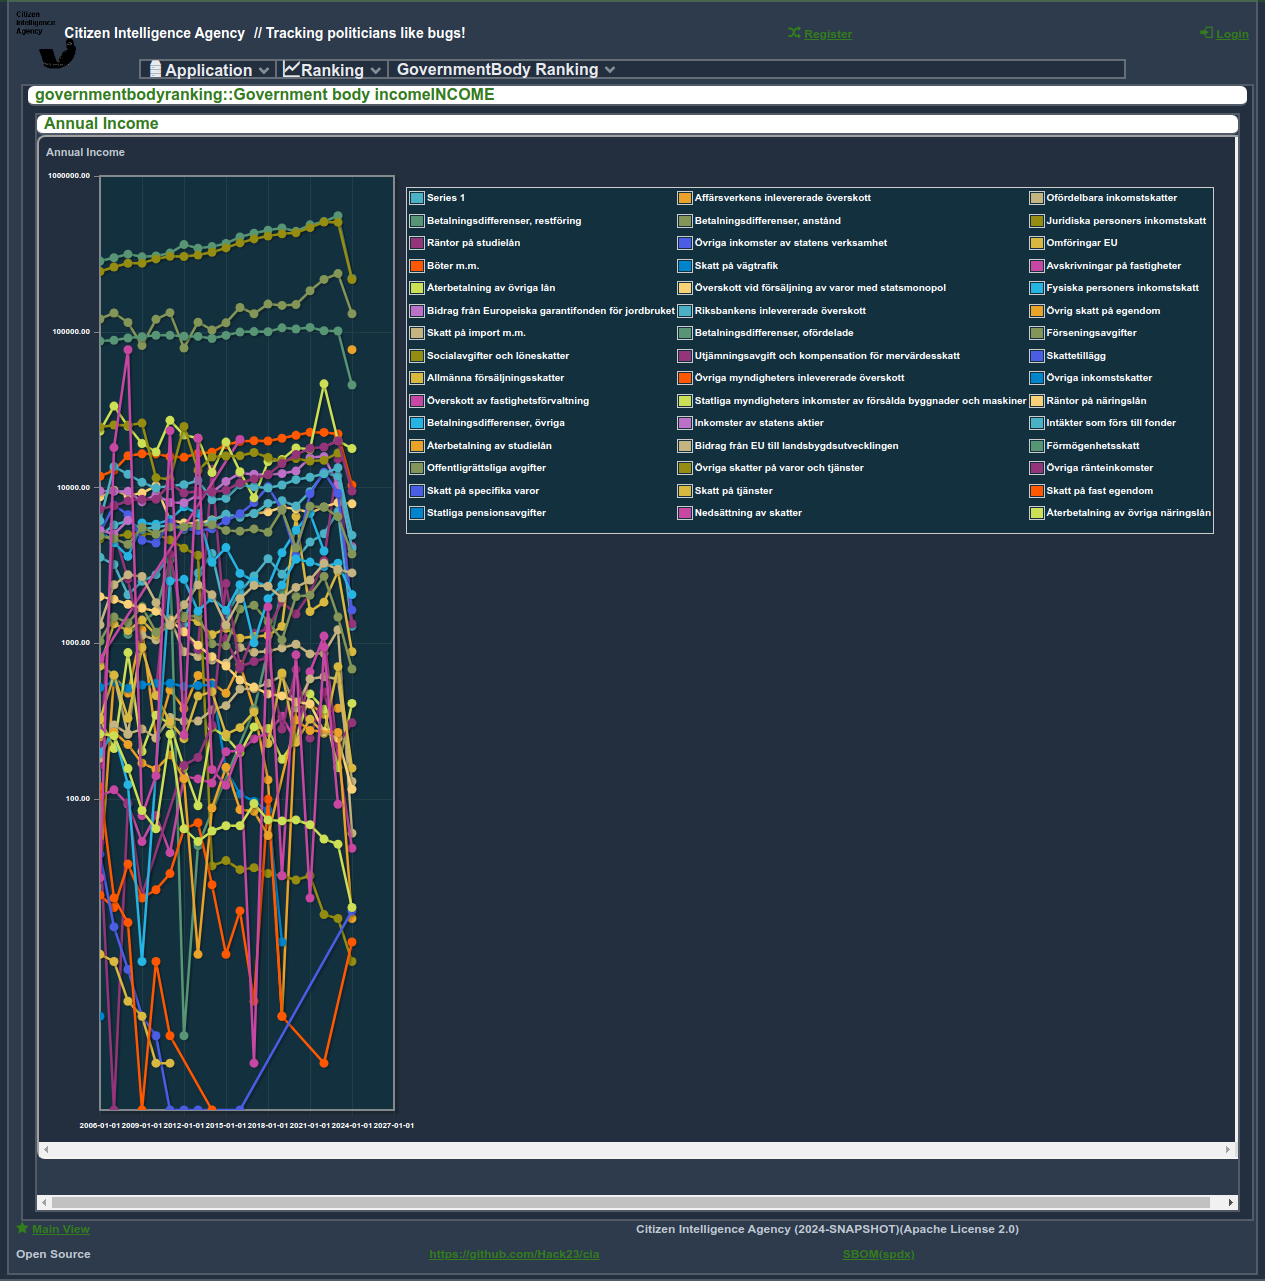 Citizen
Intelligence
Agency
Citizen Intelligence Agency // Tracking politicians like bugs!
Register
Login
Application
Ranking
GovernmentBody Ranking
governmentbodyranking::Government body incomeINCOME
Annual Income
Annual Income
1000000.00
100000.00
10000.00
1000.00
100.00
2006-01-01 2009-01-01 2012-01-01 2015-01-01 2018-01-01 2021-01-01 2024-01-01 2027-01-01
Series 1 Affärsverkens inlevererade överskott Ofördelbara inkomstskatter
Betalningsdifferenser, restföring Betalningsdifferenser, anstånd Juridiska personers inkomstskatt
Räntor på studielån Övriga inkomster av statens verksamhet Omföringar EU
Böter m.m. Skatt på vägtrafik Avskrivningar på fastigheter
Återbetalning av övriga lån Överskott vid försäljning av varor med statsmonopol Fysiska personers inkomstskatt
Bidrag från Europeiska garantifonden för jordbruket Riksbankens inlevererade överskott Övrig skatt på egendom
Skatt på import m.m. Betalningsdifferenser, ofördelade Förseningsavgifter
Socialavgifter och löneskatter Utjämningsavgift och kompensation för mervärdesskatt Skattetillägg
Allmänna försäljningsskatter Övriga myndigheters inlevererade överskott Övriga inkomstskatter
Överskott av fastighetsförvaltning Statliga myndigheters inkomster av försålda byggnader och maskiner Räntor på näringslån
Betalningsdifferenser, övriga Inkomster av statens aktier Intäkter som förs till fonder
Återbetalning av studielån Bidrag från EU till landsbygdsutvecklingen Förmögenhetsskatt
Offentligrättsliga avgifter Övriga skatter på varor och tjänster Övriga ränteinkomster
Skatt på specifika varor Skatt på tjänster Skatt på fast egendom
Statliga pensionsavgifter Nedsättning av skatter Återbetalning av övriga näringslån
Main View
Citizen Intelligence Agency (2024-SNAPSHOT)(Apache License 2.0)
Open Source
https://github.com/Hack23/cia
SBOM(spdx)